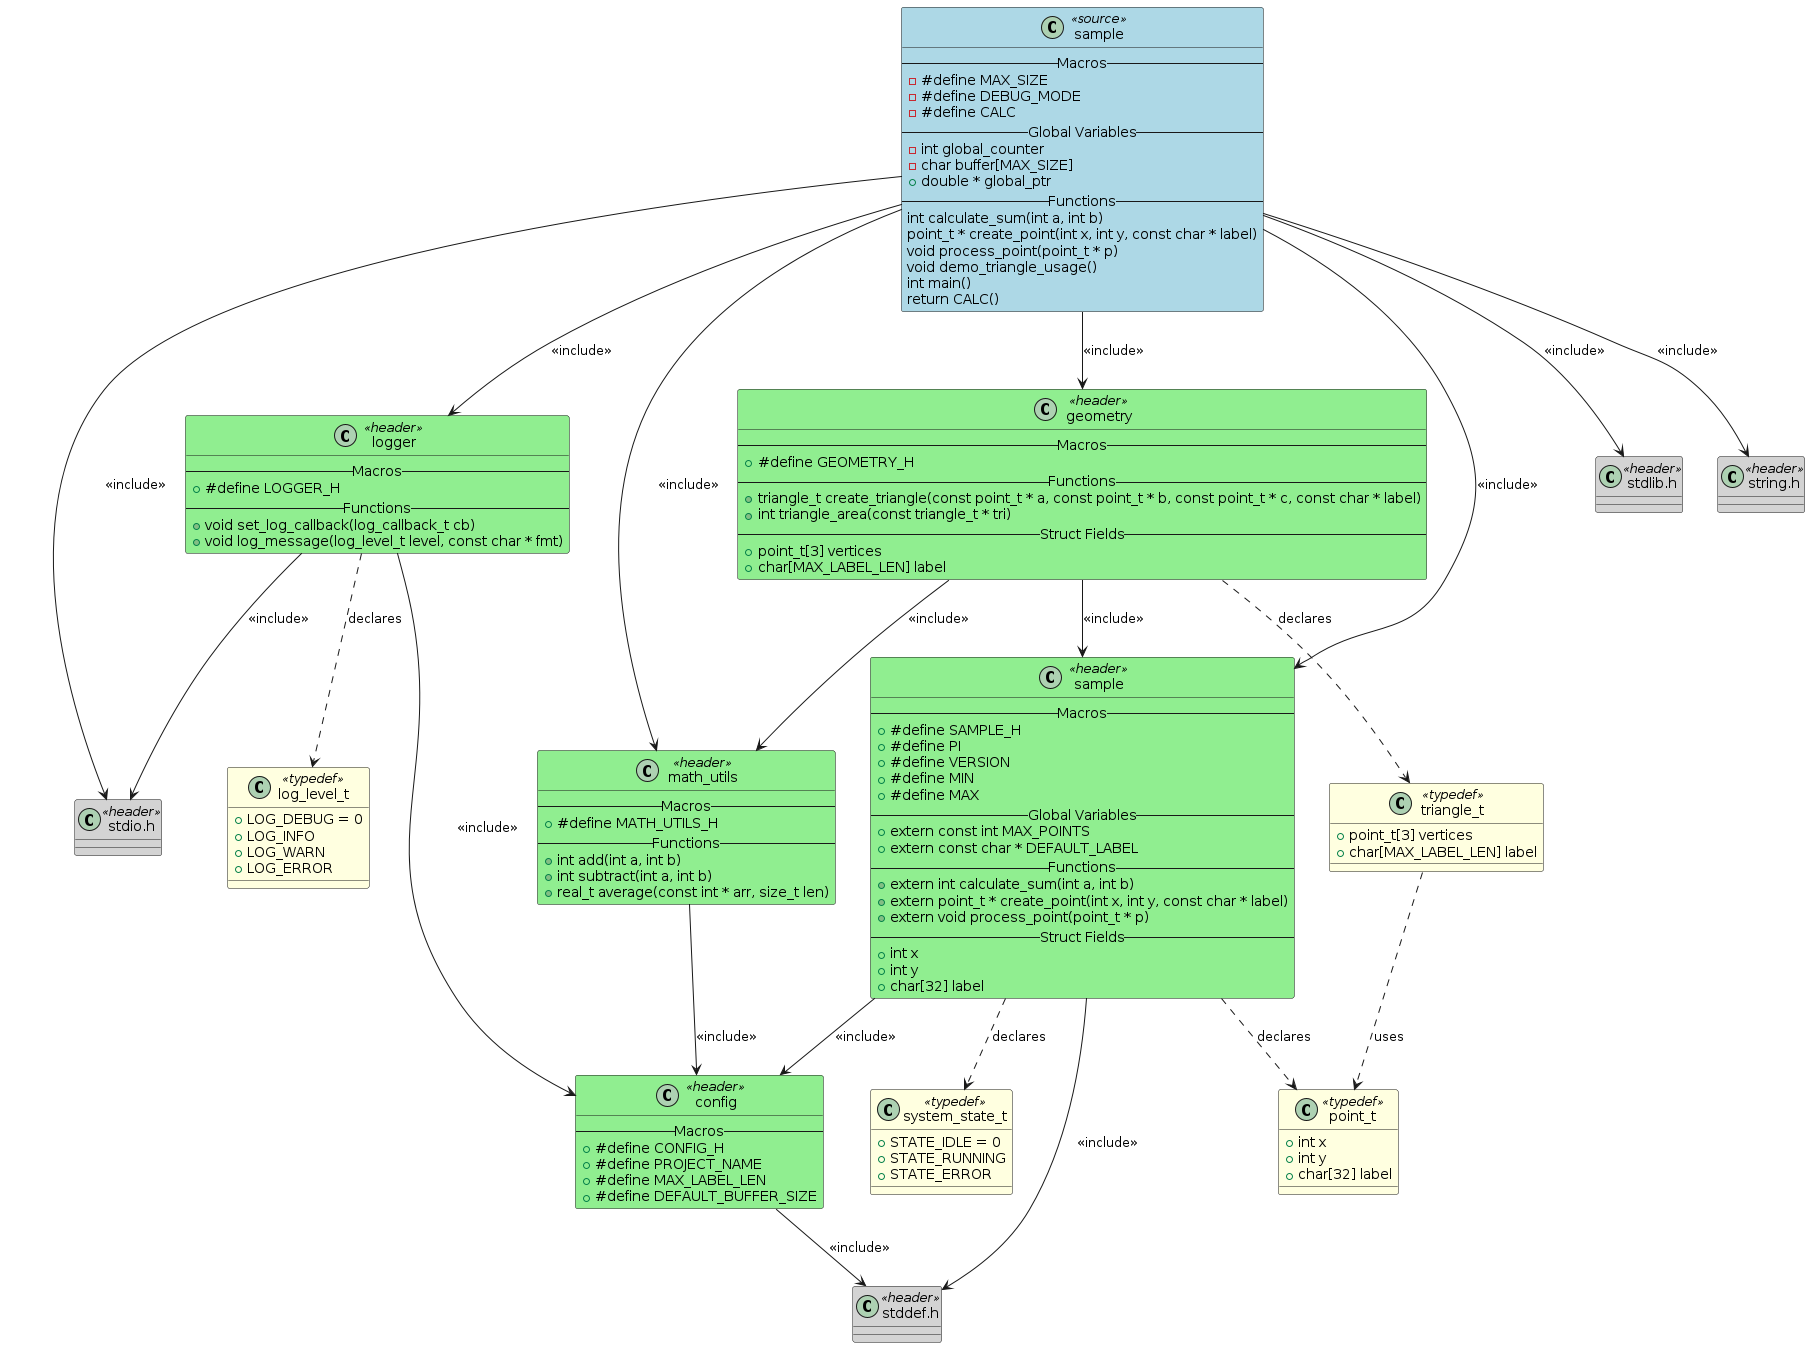 C
«source»
sample
Macros
#define MAX_SIZE
#define DEBUG_MODE
#define CALC
Global Variables
int global_counter
char buffer[MAX_SIZE]
double * global_ptr
Functions
int calculate_sum(int a, int b)
point_t * create_point(int x, int y, const char * label)
void process_point(point_t * p)
void demo_triangle_usage()
int main()
return CALC()
«include»
«include»
«include»
«include»
«include»
«include»
«include»
«include»
C
«header»
logger
Macros
#define LOGGER_H
Functions
void set_log_callback(log_callback_t cb)
void log_message(log_level_t level, const char * fmt)
C
«header»
geometry
Macros
#define GEOMETRY_H
Functions
triangle_t create_triangle(const point_t * a, const point_t * b, const point_t * c, const char * label)
int triangle_area(const triangle_t * tri)
Struct Fields
point_t[3] vertices
char[MAX_LABEL_LEN] label
C
«header»
stdlib.h
C
«header»
string.h
declares
«include»
«include»
«include»
declares
C
«header»
stdio.h
C
«typedef»
log_level_t
LOG_DEBUG = 0
LOG_INFO
LOG_WARN
LOG_ERROR
C
«header»
math_utils
Macros
#define MATH_UTILS_H
Functions
int add(int a, int b)
int subtract(int a, int b)
real_t average(const int * arr, size_t len)
C
«header»
sample
Macros
#define SAMPLE_H
#define PI
#define VERSION
#define MIN
#define MAX
Global Variables
extern const int MAX_POINTS
extern const char * DEFAULT_LABEL
Functions
extern int calculate_sum(int a, int b)
extern point_t * create_point(int x, int y, const char * label)
extern void process_point(point_t * p)
Struct Fields
int x
int y
char[32] label
C
«typedef»
triangle_t
point_t[3] vertices
char[MAX_LABEL_LEN] label
«include»
«include»
declares
declares
uses
C
«header»
config
Macros
#define CONFIG_H
#define PROJECT_NAME
#define MAX_LABEL_LEN
#define DEFAULT_BUFFER_SIZE
C
«typedef»
system_state_t
STATE_IDLE = 0
STATE_RUNNING
STATE_ERROR
«include»
C
«typedef»
point_t
int x
int y
char[32] label
«include»
C
«header»
stddef.h